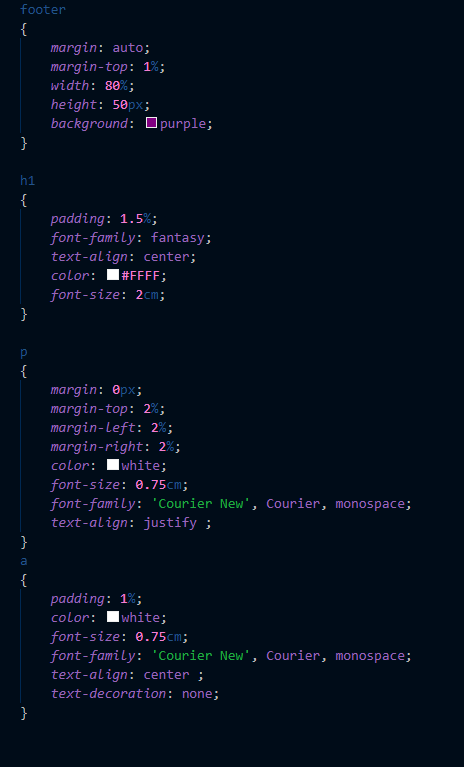 footer
{
    margin: auto;
    margin-top: 1%;
    width: 80%;
    height: 50px;
    background: purple;
}

h1
{
    padding: 1.5%;
    font-family: fantasy;
    text-align: center;
    color: #FFFF;
    font-size: 2cm;
}

p
{
    margin: 0px;
    margin-top: 2%;
    margin-left: 2%;
    margin-right: 2%;
    color: white;
    font-size: 0.75cm;
    font-family: 'Courier New', Courier, monospace;
    text-align: justify ;
}
a
{
    padding: 1%;
    color: white;
    font-size: 0.75cm;
    font-family: 'Courier New', Courier, monospace;
    text-align: center ;
    text-decoration: none;
}